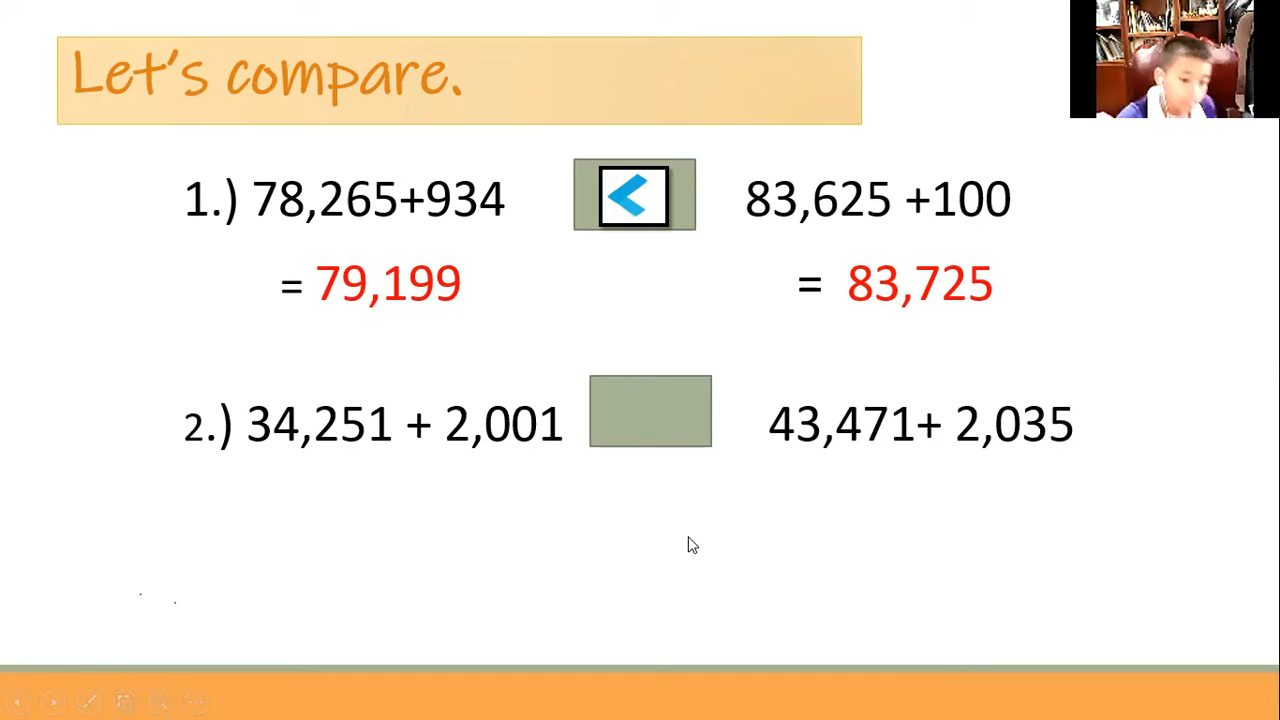 Let's compare.
1.) 78,265+934 < 83,625 +100
= 79,199 = 83,725
2.) 34,251 + 2,001 43,471+ 2,035